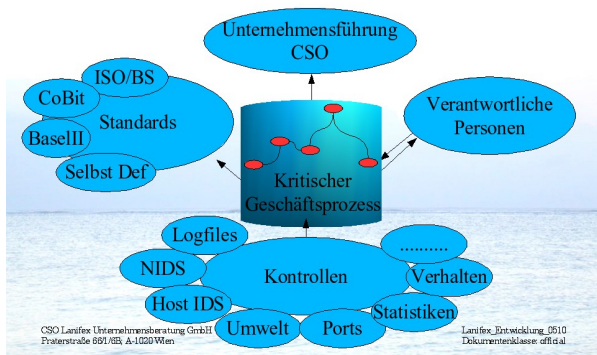 Unternehmensführung
CSO
ISO/BS
CoBit
Standards
BaselII
Selbst Def
Verantwortliche
Personen
Kritischer
Geschäftsprozess
Logfiles
..........
NIDS
Kontrollen
Verhalten
Host IDS
Statistiken
Umwelt
Ports
CSO Lanifex Unternehmensberatung GmbH
Praterstraße 66/1/6B; A-1020 Wien
Lanifex_Entwicklung_0510
Dokumentenklasse: official